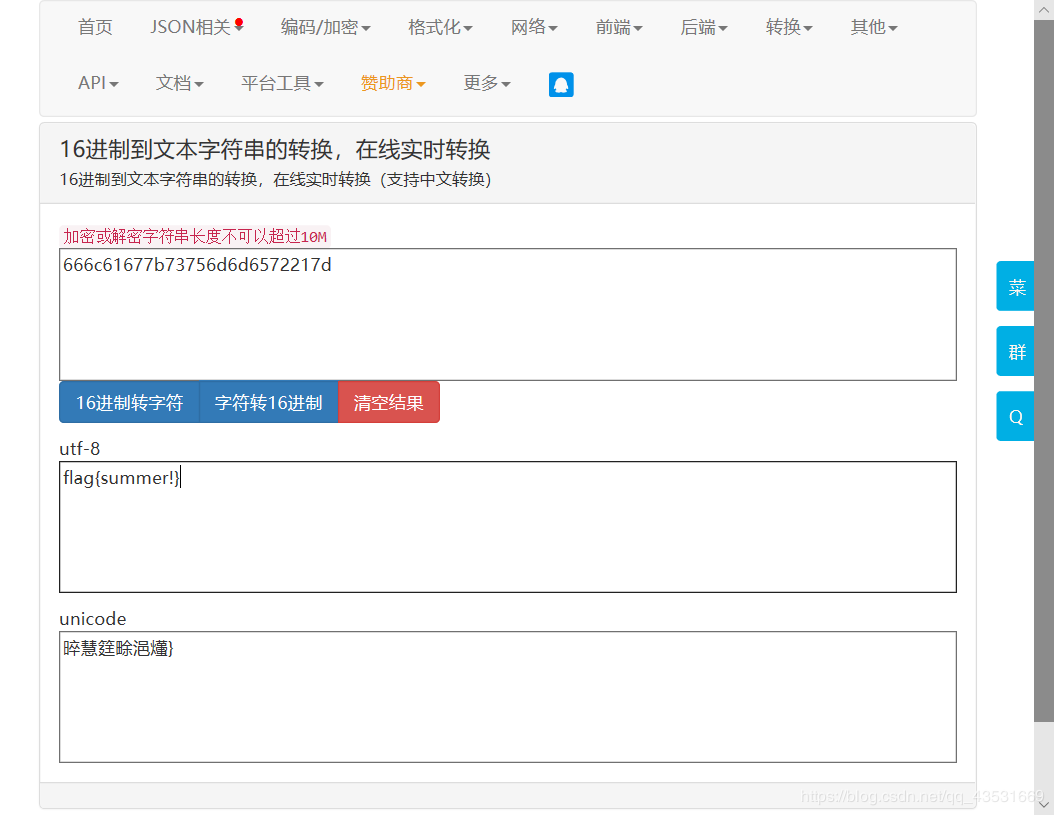 首页 JSON相关 编码/加密 格式化 网络 前端 后端 转换 其他
API 文档 平台工具 赞助商 更多
16进制到文本字符串的转换，在线实时转换
16进制到文本字符串的转换，在线实时转换（支持中文转换）
加密或解密字符串长度不可以超过10M
666c61677b73756d6d6572217d
16进制转字符 字符转16进制 清空结果
utf-8
flag{summer!}
unicode
晬慧筵畭浥爡}
菜
群
Q
https://blog.csdn.net/qq_43531669